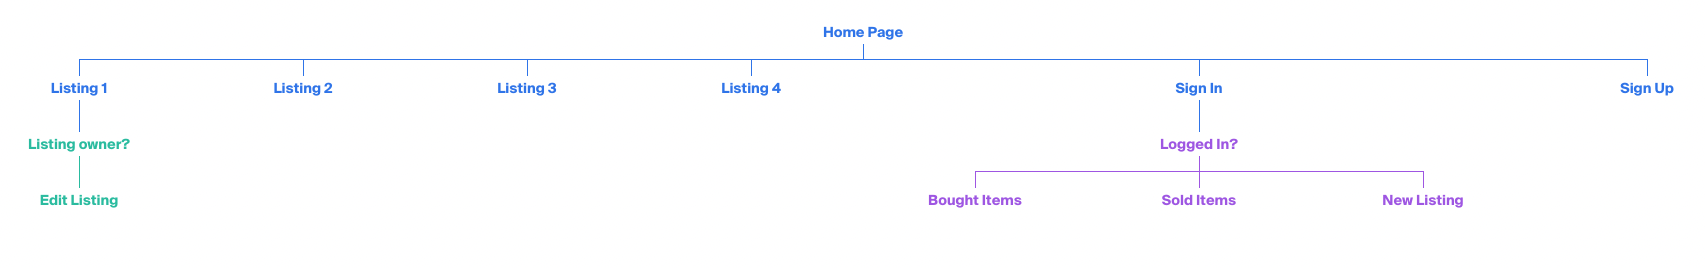 Home Page
Listing 1
Listing 2
Listing 3
Listing 4
Sign In
Sign Up
Listing owner?
Logged In?
Edit Listing
Bought Items
Sold Items
New Listing